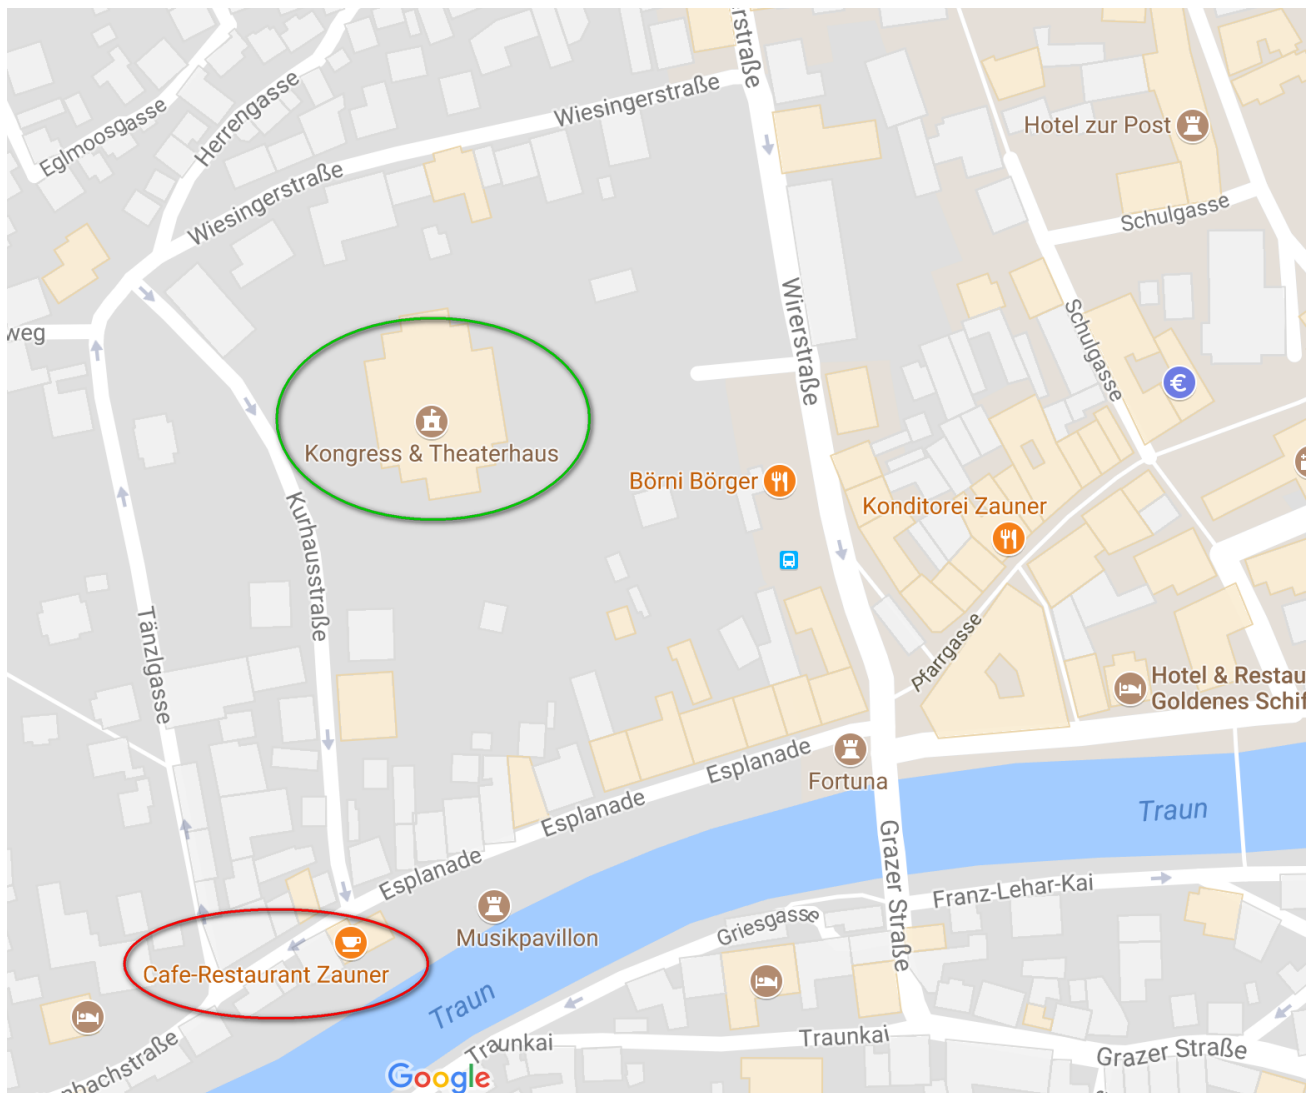 rstraße
Wiesingerstraße
Eglmoosgasse
Herrengasse
Hotel zur Post
Wiesingerstraße
Schulgasse
weg
Wirerstraße
Schulgasse
€
Kongress & Theaterhaus
Börni Börger
Konditorei Zauner
Kurhausstraße
Tänzlgasse
Pfarrgasse
Hotel & Restau
Goldenes Schif
Esplanade
Fortuna
Esplanade
Traun
Grazer Straße
Esplanade
Franz-Lehar-Kai
Griesgasse
Musikpavillon
Cafe-Restaurant Zauner
Traun
Traunkai
Traunkai
Grazer Straße
nbachstraße
Google